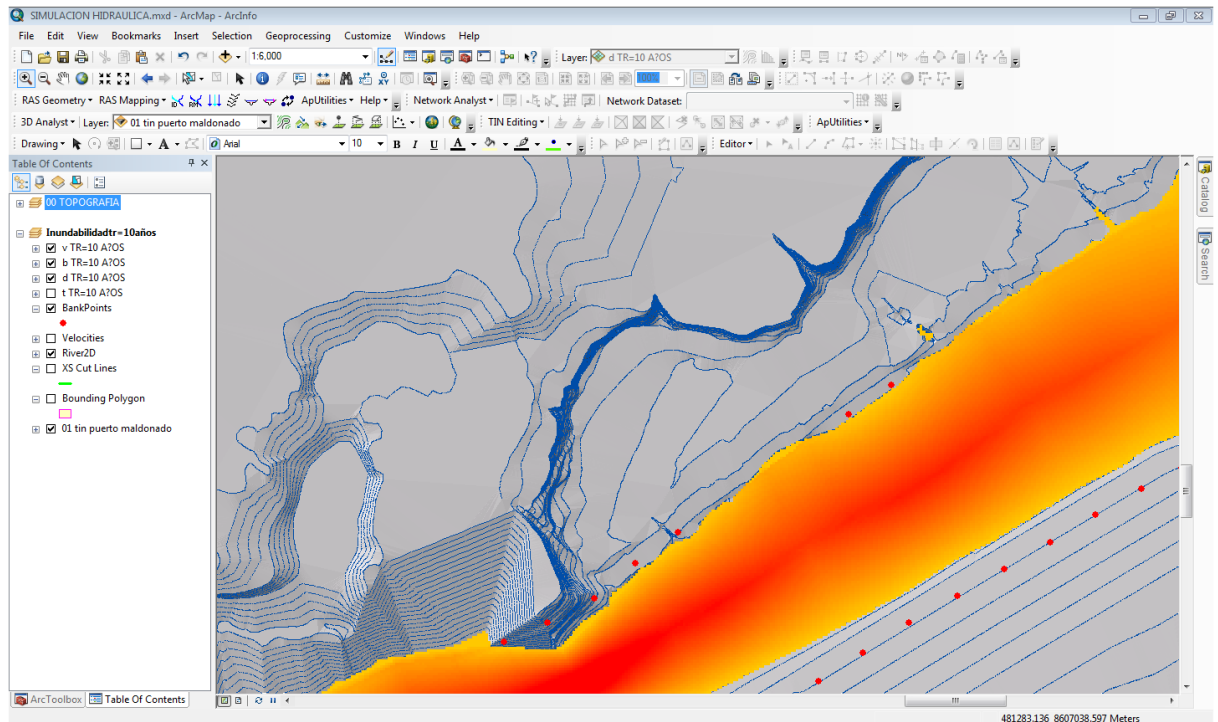 SIMULACION HIDRAULICA.mxd - ArcMap - ArcInfo
File Edit View Bookmarks Insert Selection Geoprocessing Customize Windows Help
1:6,000
Layer: d TR=10 A?OS
100%
RAS Geometry RAS Mapping ApUtilities Help
Network Analyst Network Dataset:
3D Analyst Layer: 01 tin puerto maldonado
TIN Editing ApUtilities
Drawing A Arial 10 B I U A Editor
Table Of Contents
00 TOPOGRAFIA
Inundabilidadtr=10años
v TR=10 A?OS
b TR=10 A?OS
d TR=10 A?OS
t TR=10 A?OS
BankPoints
Velocities
River2D
XS Cut Lines
Bounding Polygon
01 tin puerto maldonado
Catalog
Search
ArcToolbox Table Of Contents
481283.136 8607038.597 Meters